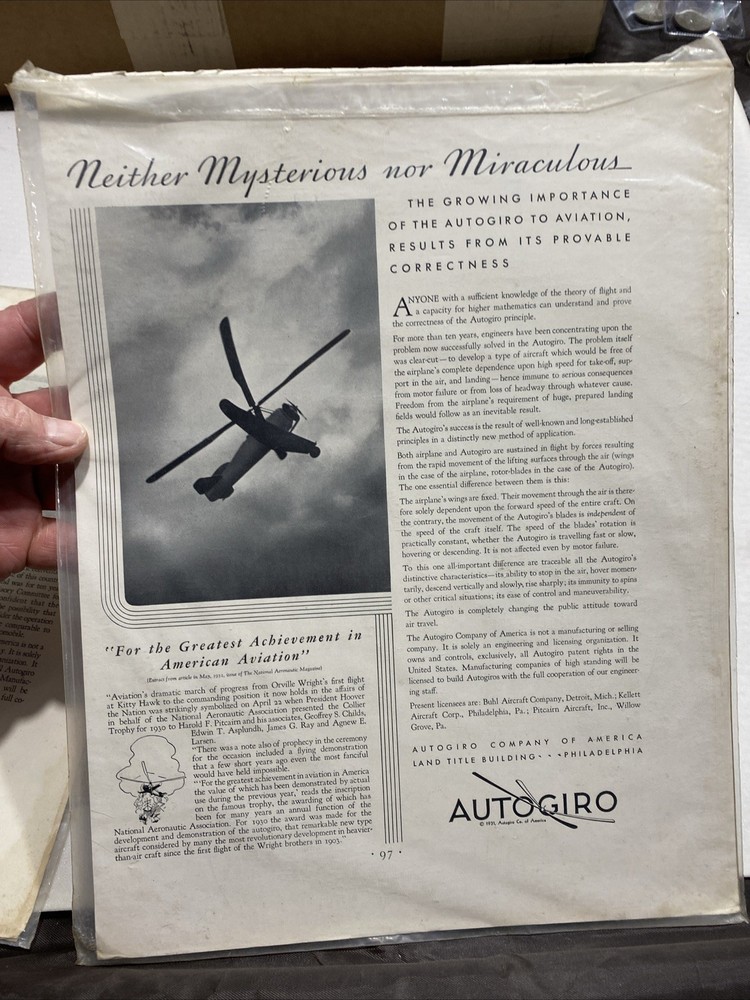 Neither Mysterious nor Miraculous
THE GROWING IMPORTANCE
OF THE AUTOGIRO TO AVIATION,
RESULTS FROM ITS PROVABLE
CORRECTNESS
ANYONE with a sufficient knowledge of the theory of flight and
a capacity for higher mathematics can understand and prove
the correctness of the Autogiro principle.
For more than ten years, engineers have been concentrating upon the
problem now successfully solved in the Autogiro. The problem itself
was clear-cut—to develop a type of aircraft which would be free of
the airplane's complete dependence upon high speed for take-off, sup-
port in the air, and landing—hence immune to serious consequences
from motor failure or from loss of headway through whatever cause.
Freedom from the airplane's requirement of huge, prepared landing
fields would follow as an inevitable result.
The Autogiro's success is the result of well-known and long-established
principles in a distinctly new method of application.
Both airplane and Autogiro are sustained in flight by forces resulting
from the rapid movement of the lifting surfaces through the air (wings
in the case of the airplane, rotor-blades in the case of the Autogiro).
The one essential difference between them is this:
The airplane's wings are fixed. Their movement through the air is there-
fore solely dependent upon the forward speed of the entire craft. On
the contrary, the movement of the Autogiro's blades is independent of
the speed of the craft itself. The speed of the blades' rotation is
practically constant, whether the Autogiro is travelling fast or slow,
hovering or descending. It is not affected even by motor failure.
To this one all-important difference are traceable all the Autogiro's
distinctive characteristics—its ability to stop in the air, hover momen-
tarily, descend vertically and slowly, rise sharply; its immunity to spins
or other critical situations; its ease of control and maneuverability.
The Autogiro is completely changing the public attitude toward
air travel.
The Autogiro Company of America is not a manufacturing or selling
company. It is solely an engineering and licensing organization. It
owns and controls, exclusively, all Autogiro patent rights in the
United States. Manufacturing companies of high standing will be
licensed to build Autogiros with the full cooperation of our engineer-
ing staff.
Present licensees are: Buhl Aircraft Company, Detroit, Mich.; Kellett
Aircraft Corp., Philadelphia, Pa.; Pitcairn Aircraft, Inc., Willow
Grove, Pa.
AUTOGIRO COMPANY OF AMERICA
LAND TITLE BUILDING - - - PHILADELPHIA
AUTOGIRO
© 1931, Autogiro Co. of America
"For the Greatest Achievement in
American Aviation"
(Extract from article in May, 1931, issue of The National Aeronautic Magazine)
"Aviation's dramatic march of progress from Orville Wright's first flight
at Kitty Hawk to the commanding position it now holds in the affairs of
the Nation was strikingly symbolized on April 22 when President Hoover
in behalf of the National Aeronautic Association presented the Collier
Trophy for 1930 to Harold F. Pitcairn and his associates, Geoffrey S. Childs,
Edwin T. Asplundh, James G. Ray and Agnew E.
Larsen.
"There was a note also of prophecy in the ceremony
for the occasion included a flying demonstration
that a few short years ago even the most fanciful
would have held impossible.
"'For the greatest achievement in aviation in America
the value of which has been demonstrated by actual
use during the previous year,' reads the inscription
on the famous trophy, the awarding of which has
been for many years an annual function of the
National Aeronautic Association. For 1930 the award was made for the
development and demonstration of the autogiro, that remarkable new type
aircraft considered by many the most revolutionary development in heavier-
than-air craft since the first flight of the Wright brothers in 1903."
· 97 ·